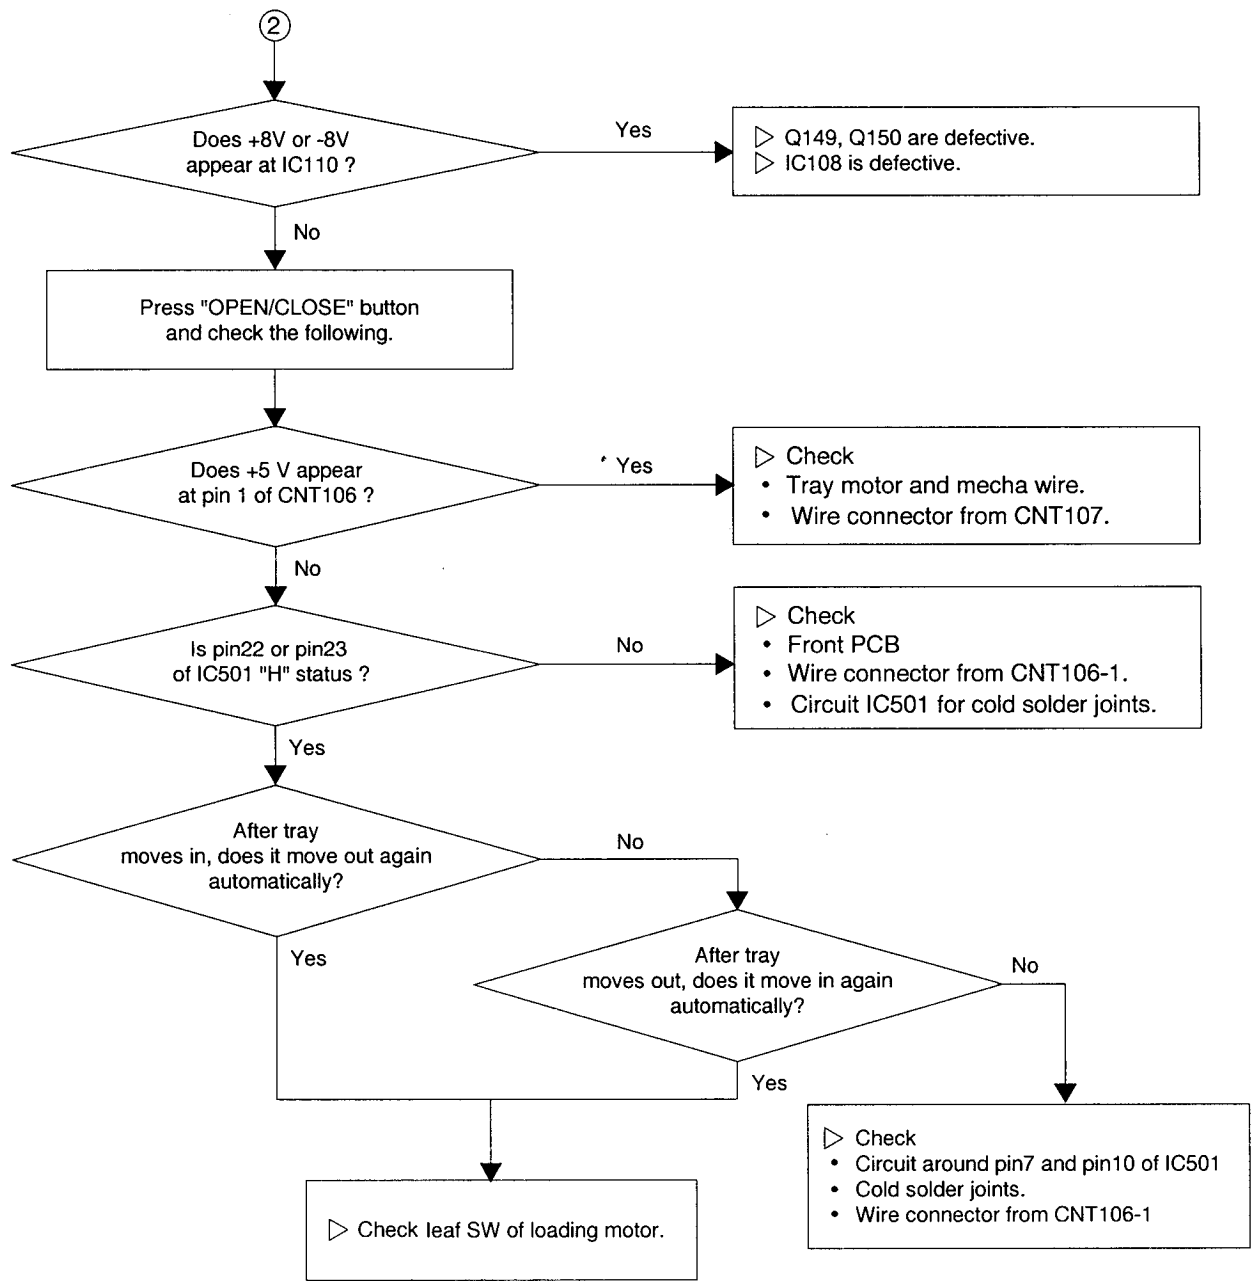 2
Does +8V or -8V
appear at IC110 ?
Yes
▷ Q149, Q150 are defective.
▷ IC108 is defective.
No
Press "OPEN/CLOSE" button
and check the following.
Does +5 V appear
at pin 1 of CNT106 ?
Yes
▷ Check
• Tray motor and mecha wire.
• Wire connector from CNT107.
No
Is pin22 or pin23
of IC501 "H" status ?
No
▷ Check
• Front PCB
• Wire connector from CNT106-1.
• Circuit IC501 for cold solder joints.
Yes
After tray
moves in, does it move out again
automatically?
No
Yes
After tray
moves out, does it move in again
automatically?
No
Yes
▷ Check
• Circuit around pin7 and pin10 of IC501
• Cold solder joints.
• Wire connector from CNT106-1
▷ Check leaf SW of loading motor.